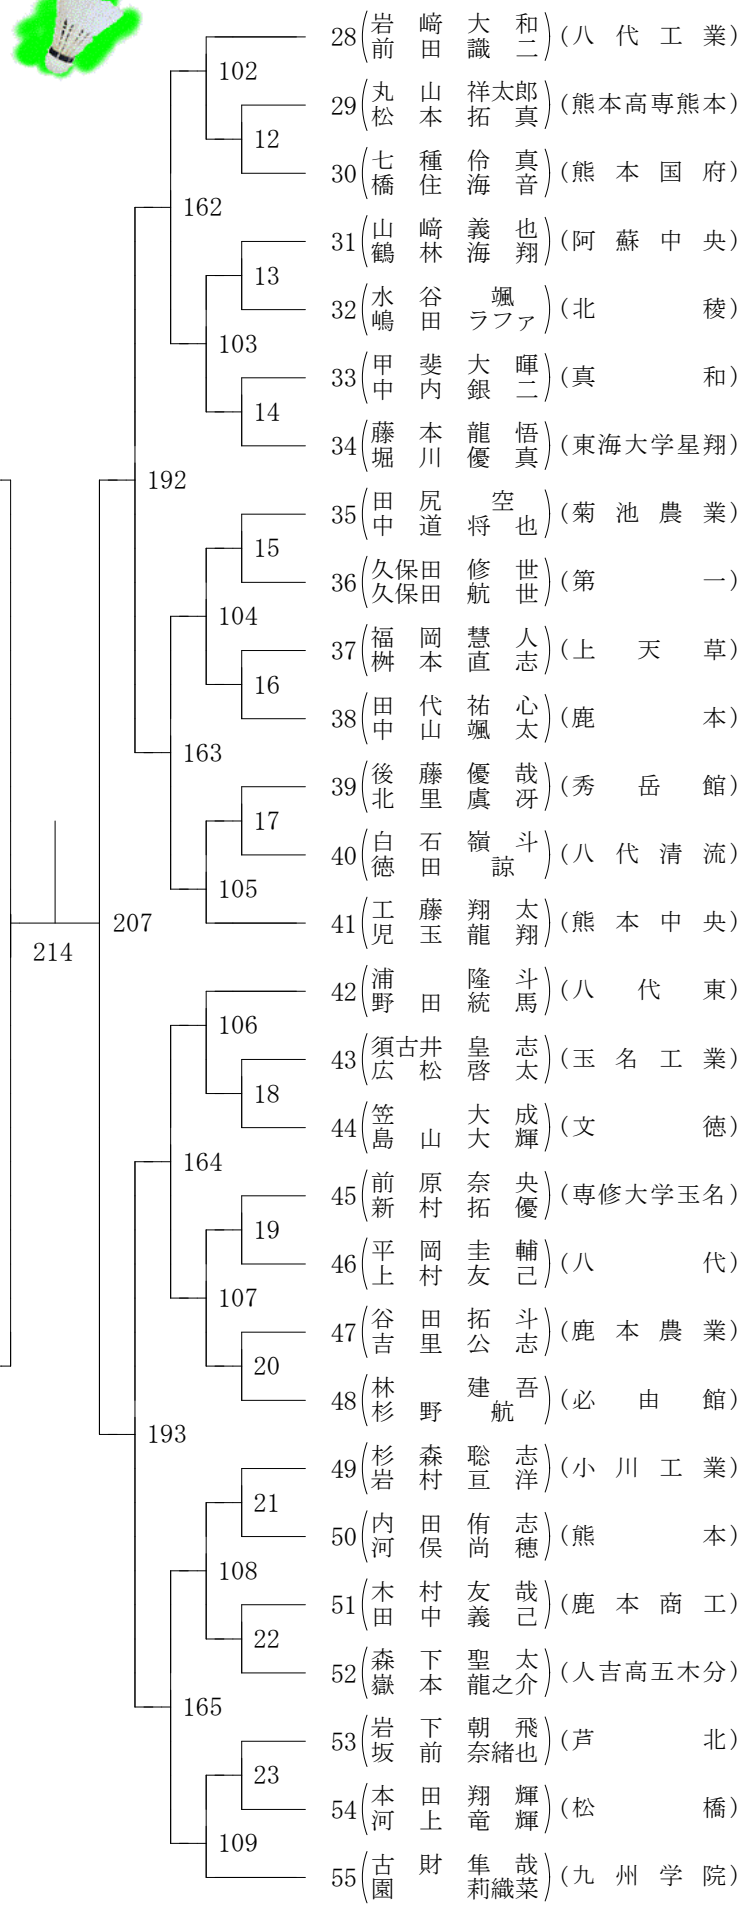 28 岩﨑大和 (八代工業)
前田識二
102
29 丸山祥太郎 (熊本高専熊本)
松本拓真
12
30 七種伶真 (熊本国府)
橋住海音
162
31 山﨑義也 (阿蘇中央)
鶴林海翔
13
32 水谷颯 (北稜)
嶋田ラファ
103
33 甲斐大暉 (真和)
中内銀二
14
34 藤本龍悟 (東海大学星翔)
堀川優真
192
35 田尻空 (菊池農業)
中道将也
15
36 久保田修世 (第一)
久保田航世
104
37 福岡慧人 (上天草)
桝本直志
16
38 田代祐心 (鹿本)
中山颯太
163
39 後藤優哉 (秀岳館)
北里虞冴
17
40 白石嶺斗 (八代清流)
徳田諒
105
41 工藤翔太 (熊本中央)
児玉龍翔
207
214
42 浦隆斗 (八代東)
野田統馬
106
43 須古井皇志 (玉名工業)
広松啓太
18
44 笠大成 (文徳)
島山大輝
164
45 前原奈央 (専修大学玉名)
新村拓優
19
46 平岡圭輔 (八代)
上村友己
107
47 谷田拓斗 (鹿本農業)
吉里公志
20
48 林建吾 (必由館)
杉野航
193
49 杉森聡志 (小川工業)
岩村亘洋
21
50 内田侑志 (熊本)
河俣尚穂
108
51 木村友哉 (鹿本商工)
田中義己
22
52 森下聖太 (人吉高五木分)
嶽本龍之介
165
53 岩下朝飛 (芦北)
坂前奈緒也
23
54 本田翔輝 (松橋)
河上竜輝
109
55 古財隼哉 (九州学院)
園莉織菜